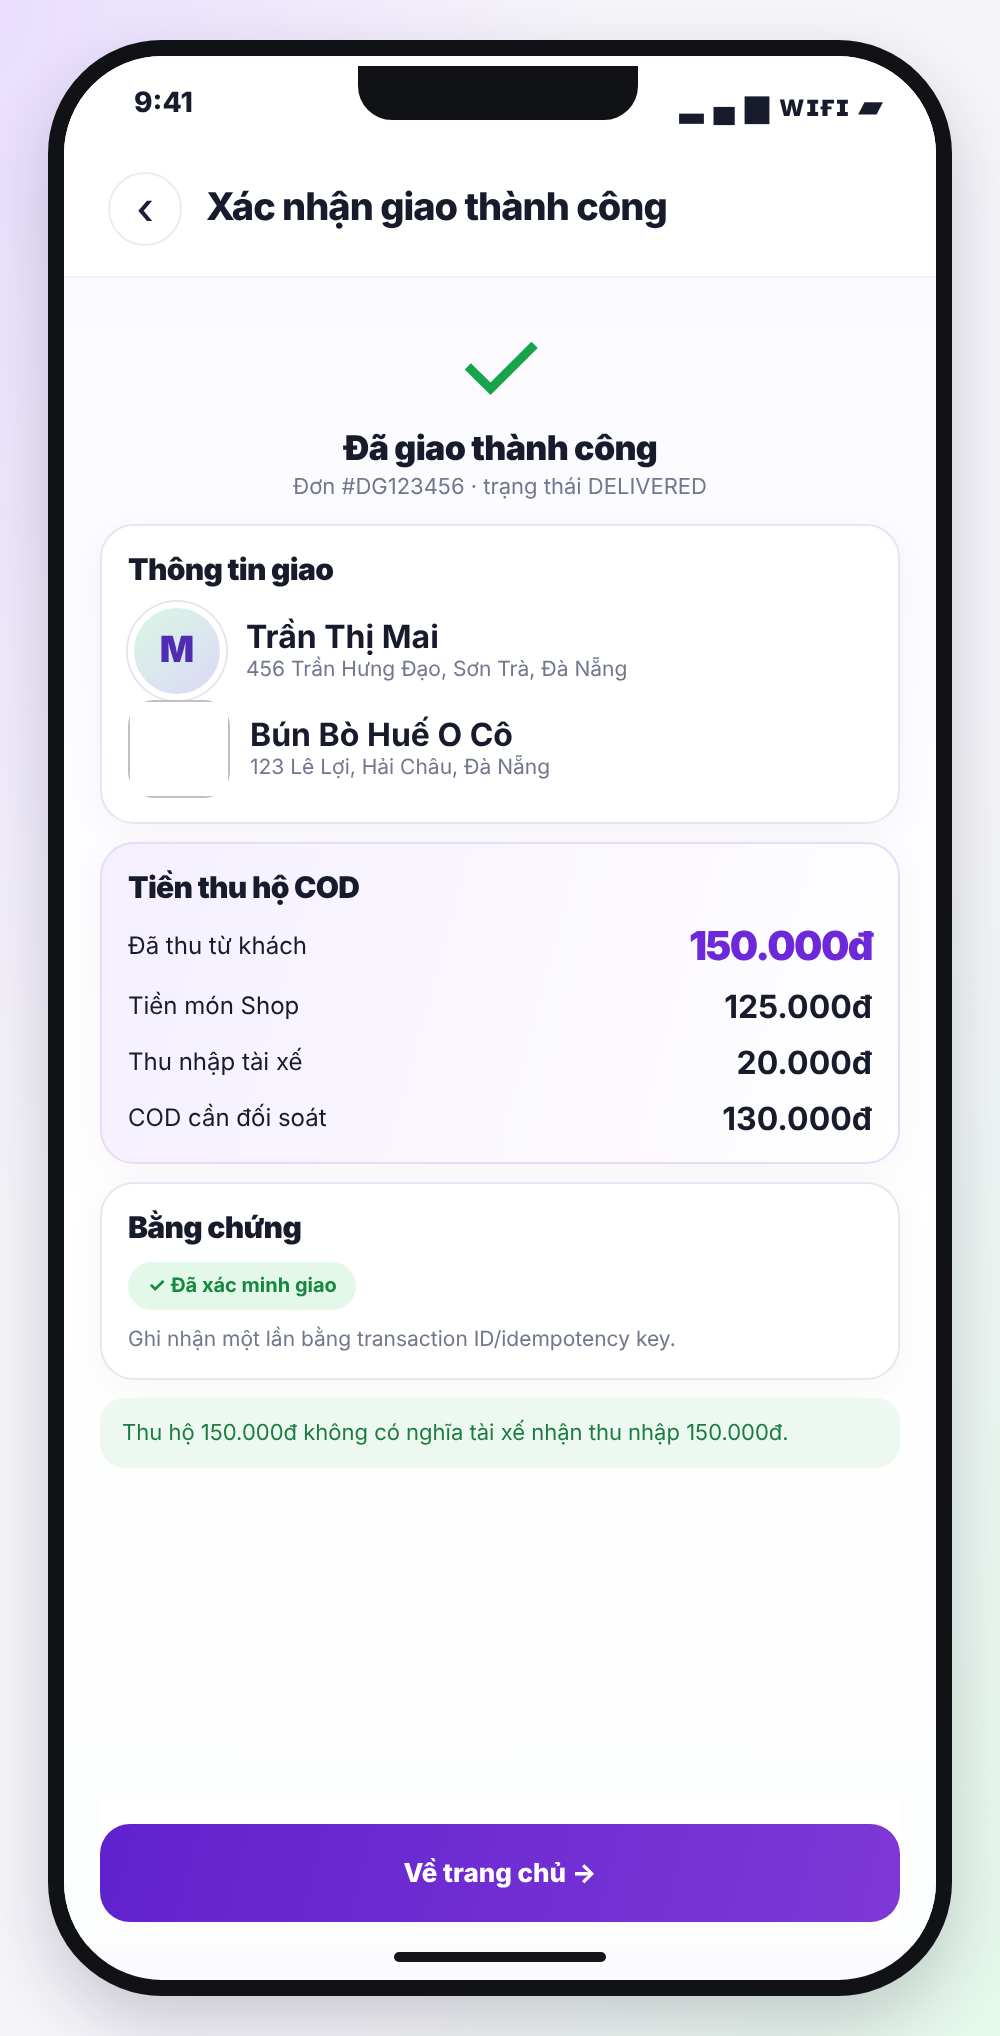 9:41
WIFI
Xác nhận giao thành công
Đã giao thành công
Đơn #DG123456 · trạng thái DELIVERED
Thông tin giao
M
Trần Thị Mai
456 Trần Hưng Đạo, Sơn Trà, Đà Nẵng
Bún Bò Huế O Cô
123 Lê Lợi, Hải Châu, Đà Nẵng
Tiền thu hộ COD
Đã thu từ khách 150.000đ
Tiền món Shop 125.000đ
Thu nhập tài xế 20.000đ
COD cần đối soát 130.000đ
Bằng chứng
✓ Đã xác minh giao
Ghi nhận một lần bằng transaction ID/idempotency key.
Thu hộ 150.000đ không có nghĩa tài xế nhận thu nhập 150.000đ.
Về trang chủ →